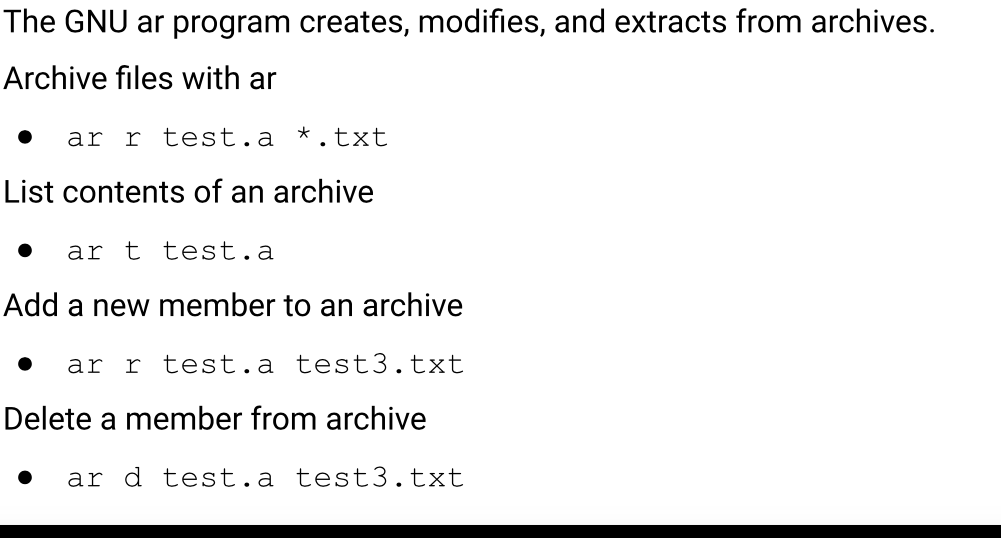 The GNU ar program creates, modifies, and extracts from archives.
Archive files with ar
● ar r test.a *.txt
List contents of an archive
● ar t test.a
Add a new member to an archive
● ar r test.a test3.txt
Delete a member from archive
● ar d test.a test3.txt